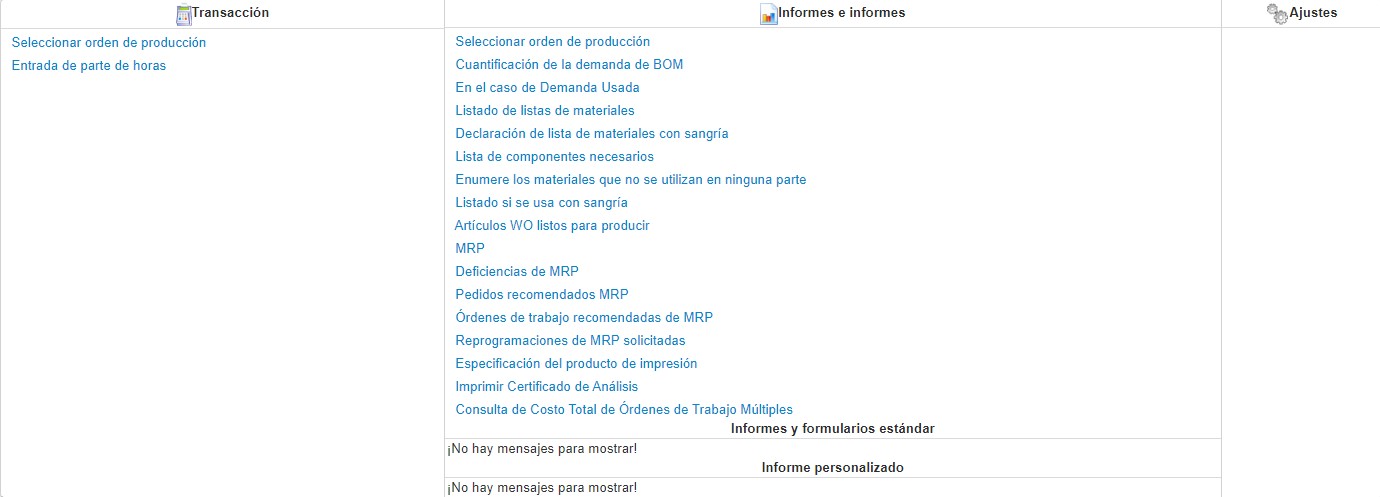 Transacción
Informes e informes
Ajustes
Seleccionar orden de producción
Entrada de parte de horas
Seleccionar orden de producción
Cuantificación de la demanda de BOM
En el caso de Demanda Usada
Listado de listas de materiales
Declaración de lista de materiales con sangría
Lista de componentes necesarios
Enumere los materiales que no se utilizan en ninguna parte
Listado si se usa con sangría
Artículos WO listos para producir
MRP
Deficiencias de MRP
Pedidos recomendados MRP
Órdenes de trabajo recomendadas de MRP
Reprogramaciones de MRP solicitadas
Especificación del producto de impresión
Imprimir Certificado de Análisis
Consulta de Costo Total de Órdenes de Trabajo Múltiples
Informes y formularios estándar
¡No hay mensajes para mostrar!
Informe personalizado
¡No hay mensajes para mostrar!